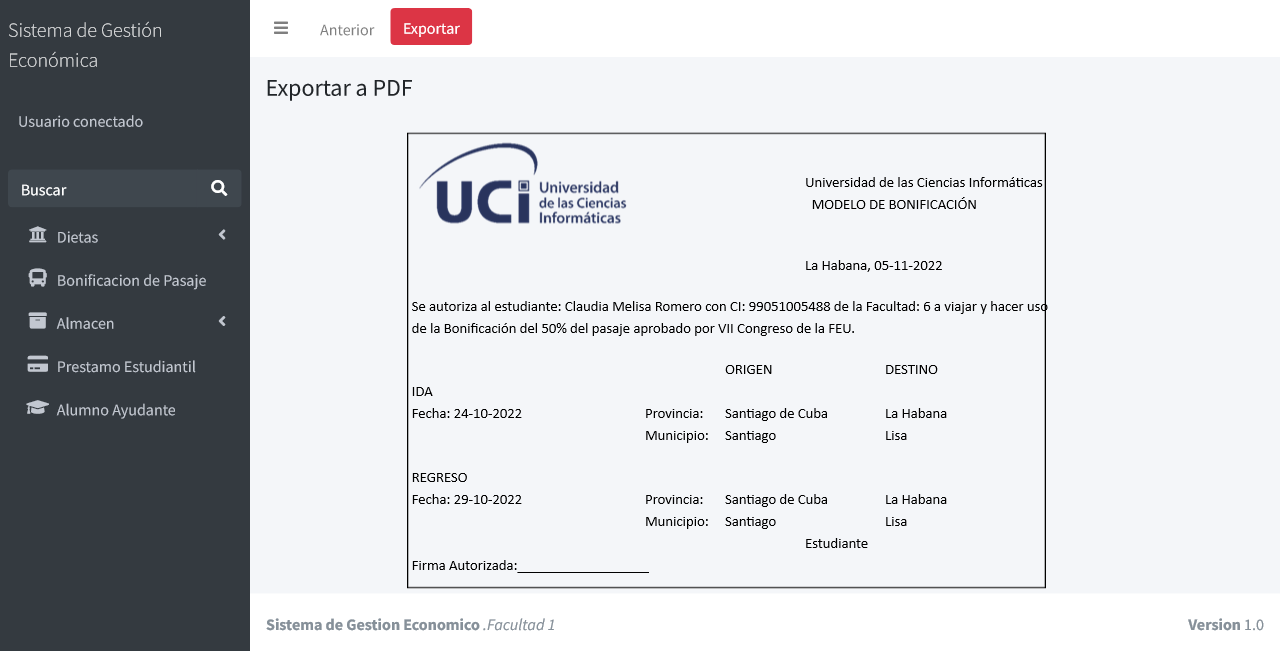 Sistema de Gestión
Económica
Usuario conectado
Buscar
Dietas
Bonificacion de Pasaje
Almacen
Prestamo Estudiantil
Alumno Ayudante
Anterior
Exportar
Exportar a PDF
UCi Universidad
de las Ciencias
Informáticas
Universidad de las Ciencias Informáticas
MODELO DE BONIFICACIÓN
La Habana, 05-11-2022
Se autoriza al estudiante: Claudia Melisa Romero con CI: 99051005488 de la Facultad: 6 a viajar y hacer uso
de la Bonificación del 50% del pasaje aprobado por VII Congreso de la FEU.
ORIGEN DESTINO
IDA
Fecha: 24-10-2022 Provincia: Santiago de Cuba La Habana
Municipio: Santiago Lisa
REGRESO
Fecha: 29-10-2022 Provincia: Santiago de Cuba La Habana
Municipio: Santiago Lisa
Estudiante
Firma Autorizada:___________________
Sistema de Gestion Economico .Facultad 1
Version 1.0